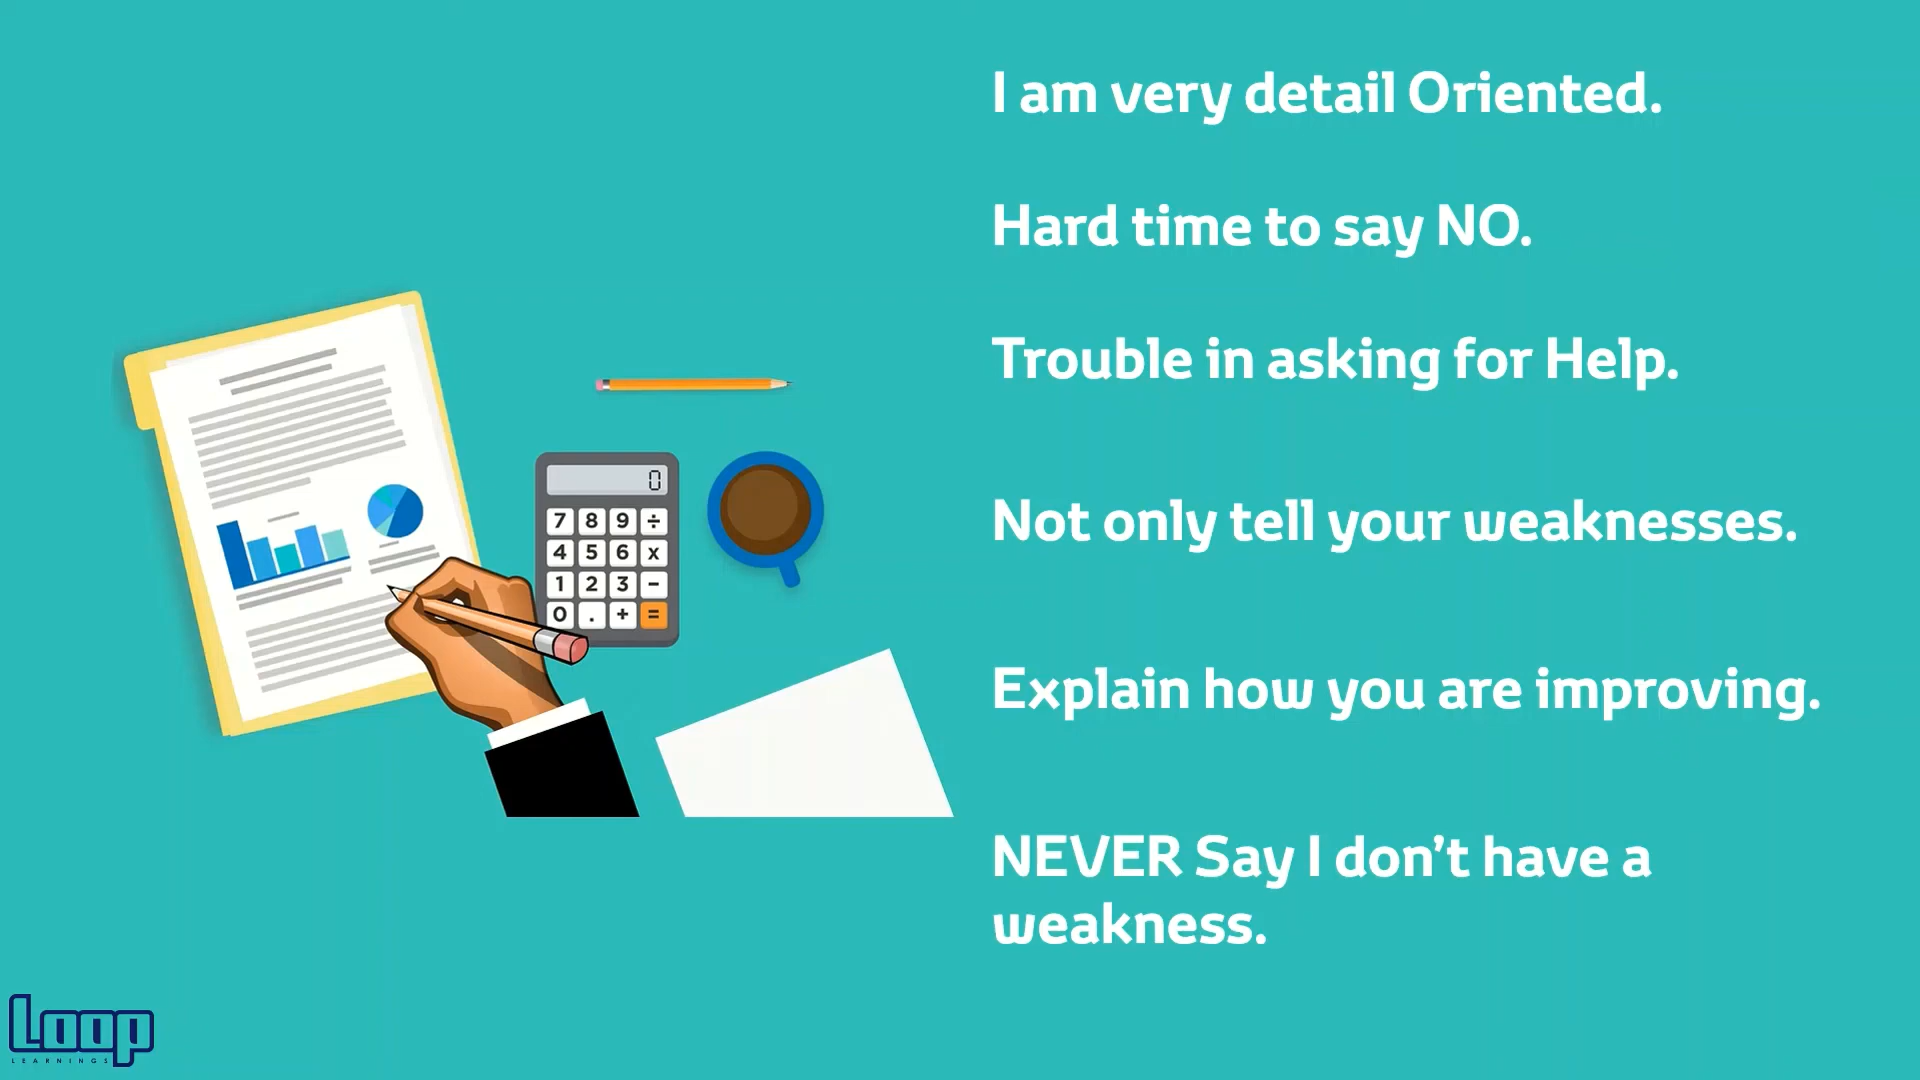 I am very detail Oriented.
Hard time to say NO.
Trouble in asking for Help.
Not only tell your weaknesses.
Explain how you are improving.
NEVER Say I don't have a
weakness.
0
7 8 9 ÷
4 5 6 x
1 2 3 −
0 . + =
Loop
LEARNINGS